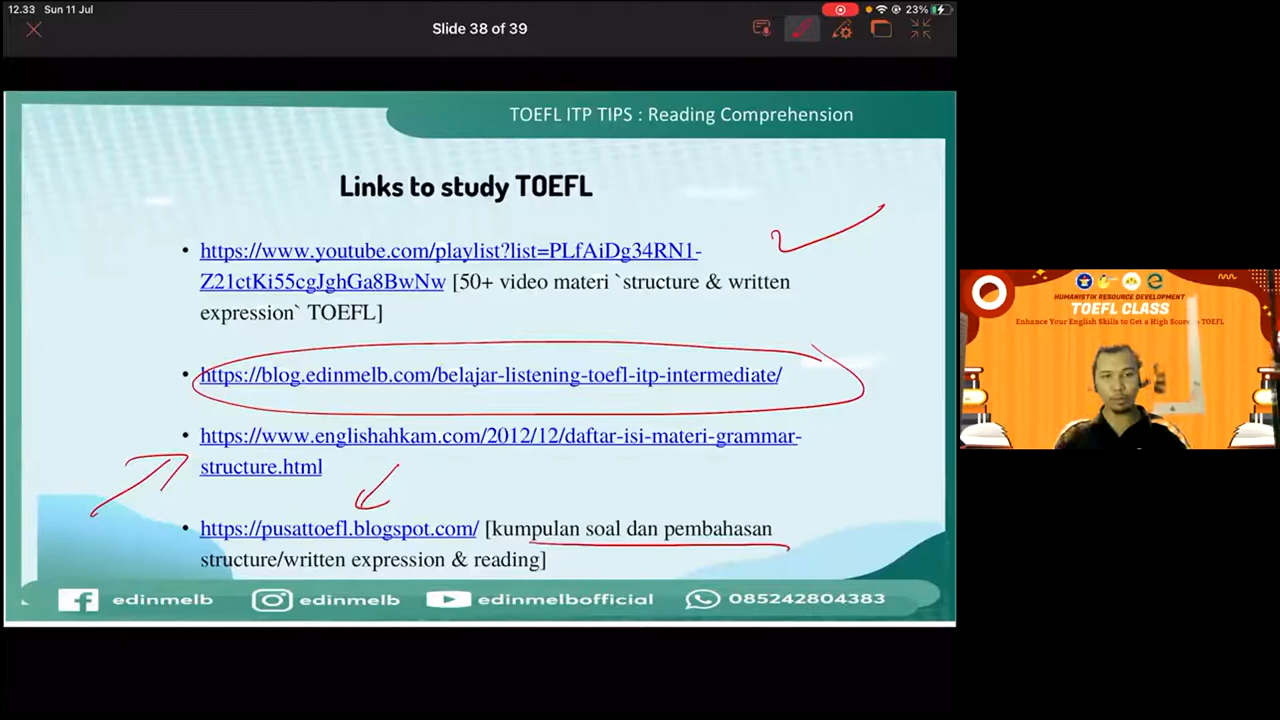 12.33 Sun 11 Jul
23%
Slide 38 of 39
TOEFL ITP TIPS : Reading Comprehension
Links to study TOEFL
• https://www.youtube.com/playlist?list=PLfAiDg34RN1-
Z21ctKi55cgJghGa8BwNw [50+ video materi `structure & written
expression` TOEFL]
• https://blog.edinmelb.com/belajar-listening-toefl-itp-intermediate/
• https://www.englishahkam.com/2012/12/daftar-isi-materi-grammar-
structure.html
• https://pusattoefl.blogspot.com/ [kumpulan soal dan pembahasan
structure/written expression & reading]
edinmelb edinmelb edinmelbofficial 085242804383
HUMANISTIK RESOURCE DEVELOPMENT
TOEFL CLASS
Enhance Your English Skills to Get a High Score TOEFL